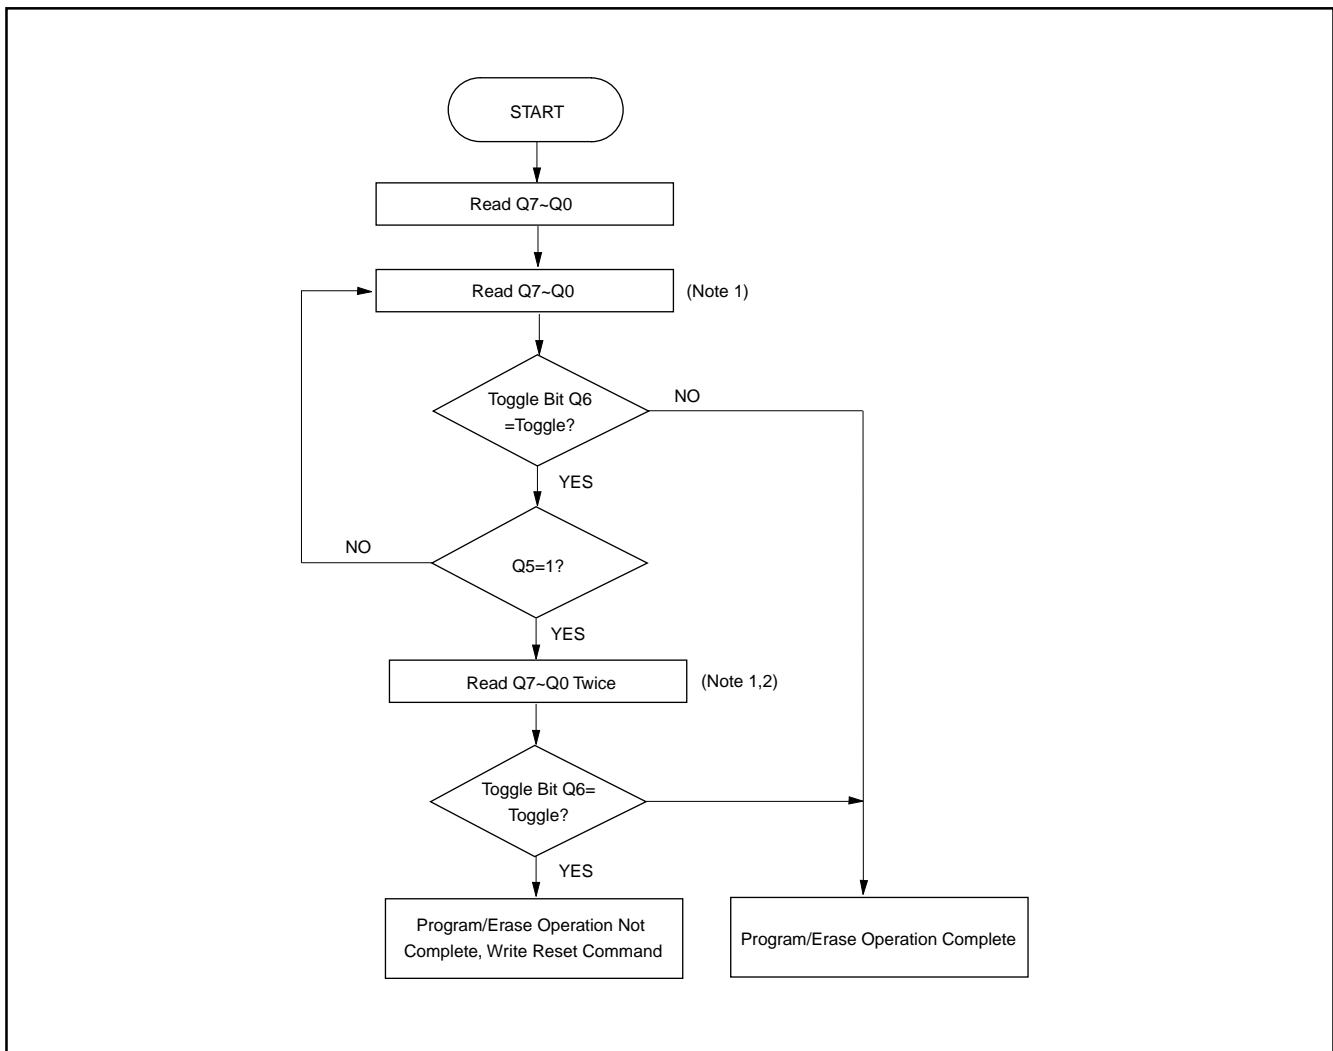 START
Read Q7~Q0
Read Q7~Q0
(Note 1)
Toggle Bit Q6
=Toggle?
NO
YES
NO
Q5=1?
YES
Read Q7~Q0 Twice
(Note 1,2)
Toggle Bit Q6=
Toggle?
YES
Program/Erase Operation Not
Complete, Write Reset Command
Program/Erase Operation Complete